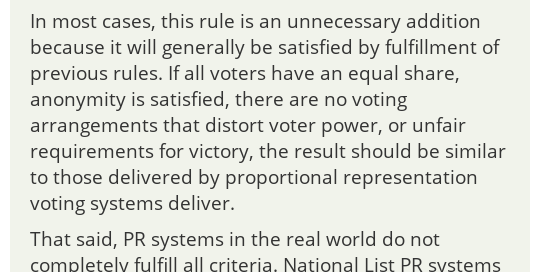 In most cases, this rule is an unnecessary addition
because it will generally be satisfied by fulfillment of
previous rules. If all voters have an equal share,
anonymity is satisfied, there are no voting
arrangements that distort voter power, or unfair
requirements for victory, the result should be similar
to those delivered by proportional representation
voting systems deliver.
That said, PR systems in the real world do not
completely fulfill all criteria. National List PR systems